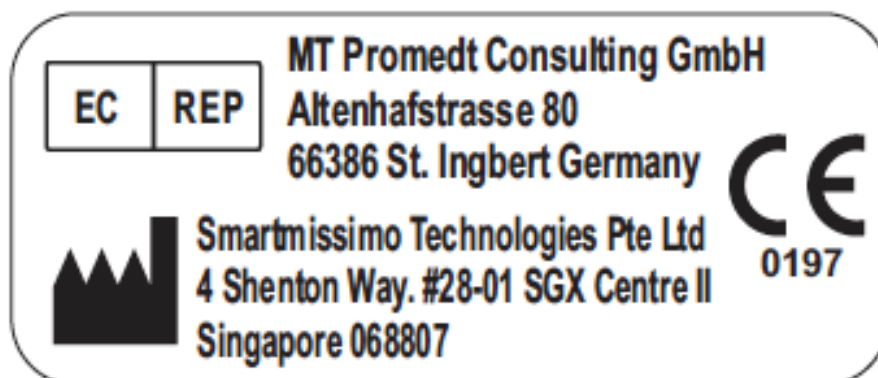 EC REP
MT Promedt Consulting GmbH
Altenhafstrasse 80
66386 St. Ingbert Germany
CE
0197
Smartmissimo Technologies Pte Ltd
4 Shenton Way. #28-01 SGX Centre II
Singapore 068807